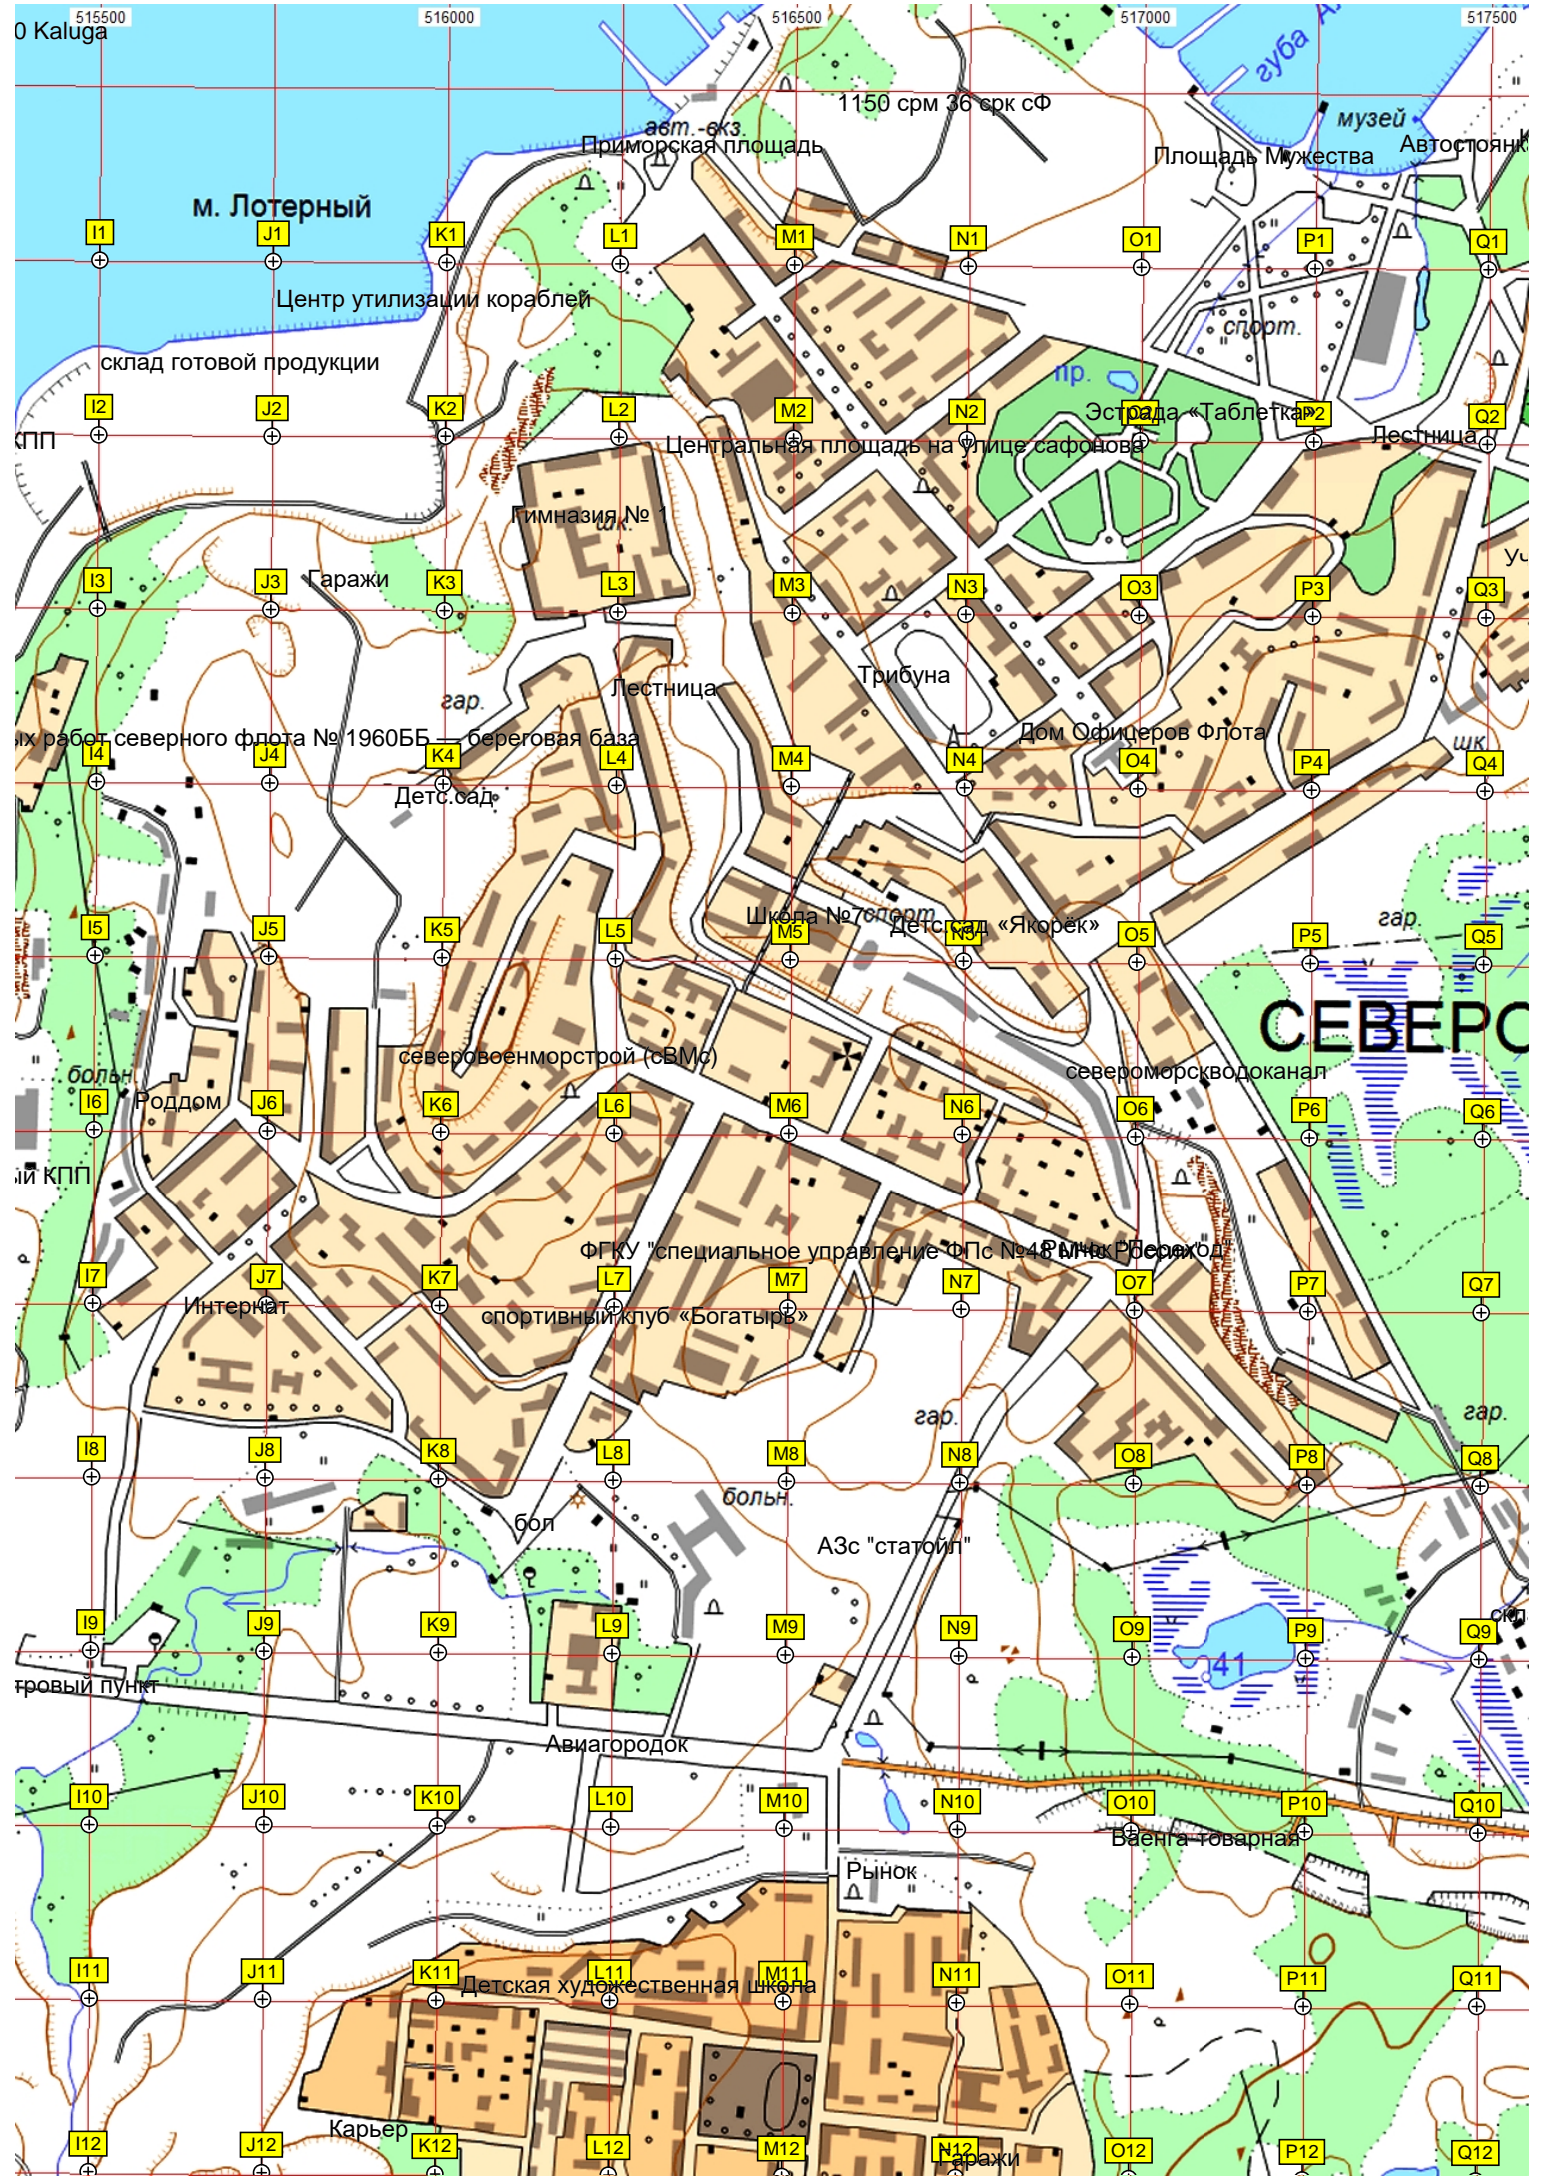 515500 516000 516500 517000 517500
0 Kaluga
губа
1150 срм 36 срк сФ
музей
авт.-вкз.
Приморская площадь
Площадь Мужества
Автостоянк
м. Лотерный
I1 J1 K1 L1 M1 N1 O1 P1 Q1
Центр утилизации кораблей
спорт.
склад готовой продукции
пр.
I2 J2 K2 L2 M2 N2 O2 P2 Q2
Эстрада «Таблетка»
КПП
Центральная площадь на улице сафонова
Лестница
Гимназия № 1
шк.
Уч
I3 J3 K3 L3 M3 N3 O3 P3 Q3
Гаражи
Трибуна
Лестница
гар.
Дом Офицеров Флота
ых работ северного флота № 1960ББ — береговая база
шк.
I4 J4 K4 L4 M4 N4 O4 P4 Q4
Детс.сад
Школа №7
спорт.
Детс.сад «Якорёк»
гар.
I5 J5 K5 L5 M5 N5 O5 P5 Q5
СЕВЕРО
североенморстрой (сВМс)
североморскводоканал
больн.
Роддом
I6 J6 K6 L6 M6 N6 O6 P6 Q6
ый КПП
ФГКУ "специальное управление ФПс №48 МЧс России"
Рынок "Переход"
I7 J7 K7 L7 M7 N7 O7 P7 Q7
Интернат
спортивный клуб «Богатырь»
гар.
гар.
I8 J8 K8 L8 M8 N8 O8 P8 Q8
больн.
бол
АЗс "статойл"
скл
I9 J9 K9 L9 M9 N9 O9 P9 Q9
41
тровый пункт
Авиагородок
I10 J10 K10 L10 M10 N10 O10 P10 Q10
Ваенга-товарная
Рынок
I11 J11 K11 L11 M11 N11 O11 P11 Q11
Детская художественная школа
Карьер
I12 J12 K12 L12 M12 N12 O12 P12 Q12
Гаражи